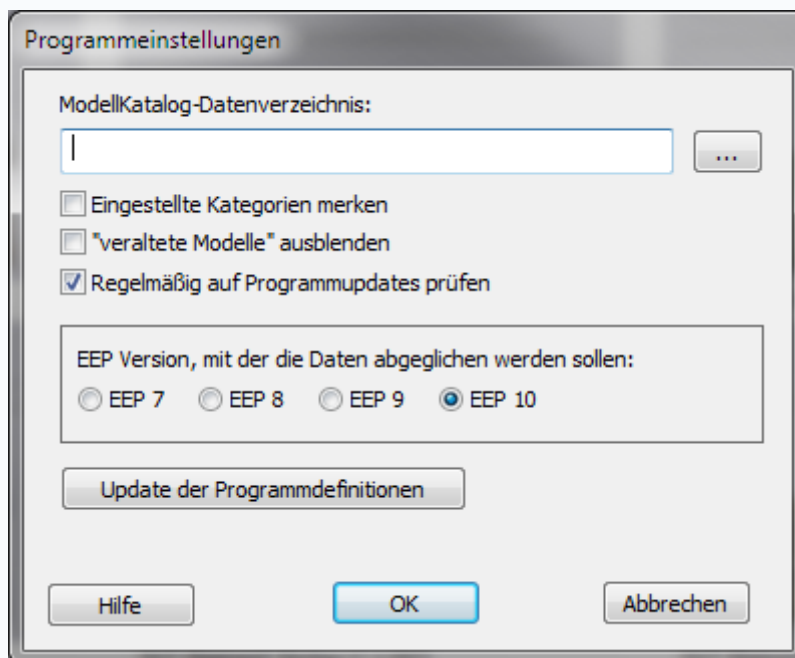 Programmeinstellungen
ModellKatalog-Datenverzeichnis:
...
Eingestellte Kategorien merken
"veraltete Modelle" ausblenden
Regelmäßig auf Programmupdates prüfen
EEP Version, mit der die Daten abgeglichen werden sollen:
EEP 7 EEP 8 EEP 9 EEP 10
Update der Programmdefinitionen
Hilfe OK Abbrechen